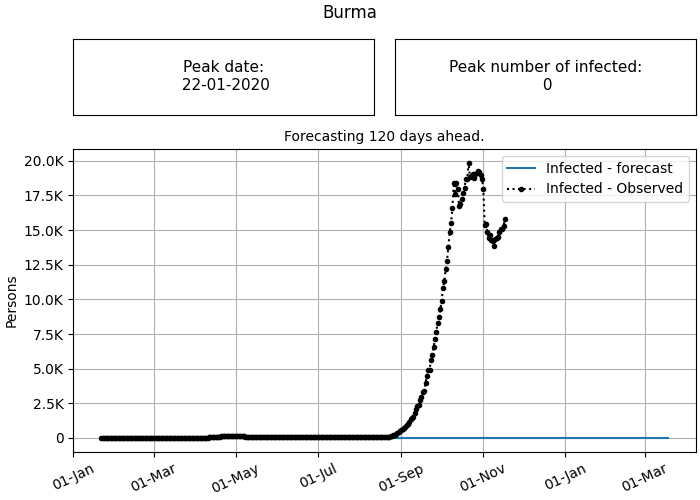 Burma
Peak date:
22-01-2020
Peak number of infected:
0
Forecasting 120 days ahead.
Infected - forecast
Infected - Observed
Persons
20.0K
17.5K
15.0K
12.5K
10.0K
7.5K
5.0K
2.5K
0
01-Jan 01-Mar 01-May 01-Jul 01-Sep 01-Nov 01-Jan 01-Mar